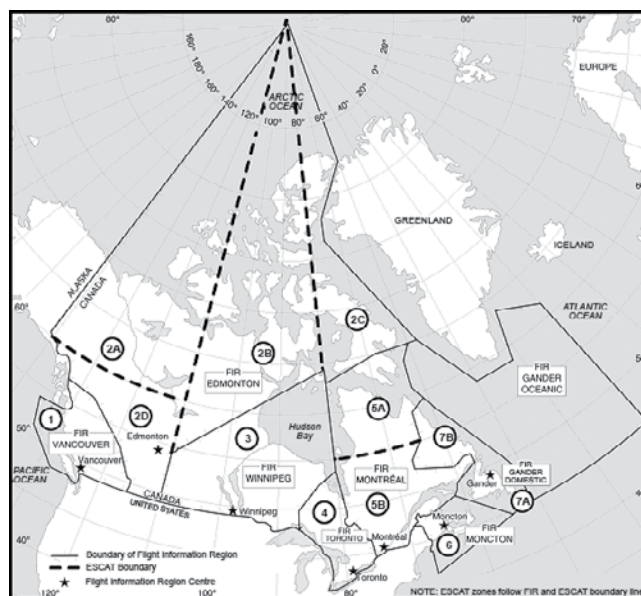 60°
60°
70°
160°
180°
160°
140°
120°
100°
80°
60°
40°
20°
0°
20°
EUROPE
ARCTIC
OCEAN
GREENLAND
ICELAND
ATLANTIC
OCEAN
ALASKA
CANADA
60°
2A
2B
2C
FIR
EDMONTON
FIR
GANDER
OCEANIC
50°
1
2D
Edmonton
3
Hudson
Bay
5A
7B
FIR
VANCOUVER
Vancouver
PACIFIC
OCEAN
FIR
WINNIPEG
FIR
MONTRÉAL
FIR
GANDER
DOMESTIC
Gander
7A
CANADA
UNITED STATES
Winnipeg
4
5B
Moncton
FIR
MONCTON
6
FIR
TORONTO
Montréal
Toronto
40°
40°
Boundary of Flight Information Region
ESCAT Boundary
Flight Information Region Centre
120°
100°
80°
NOTE: ESCAT zones follow FIR and ESCAT boundary line